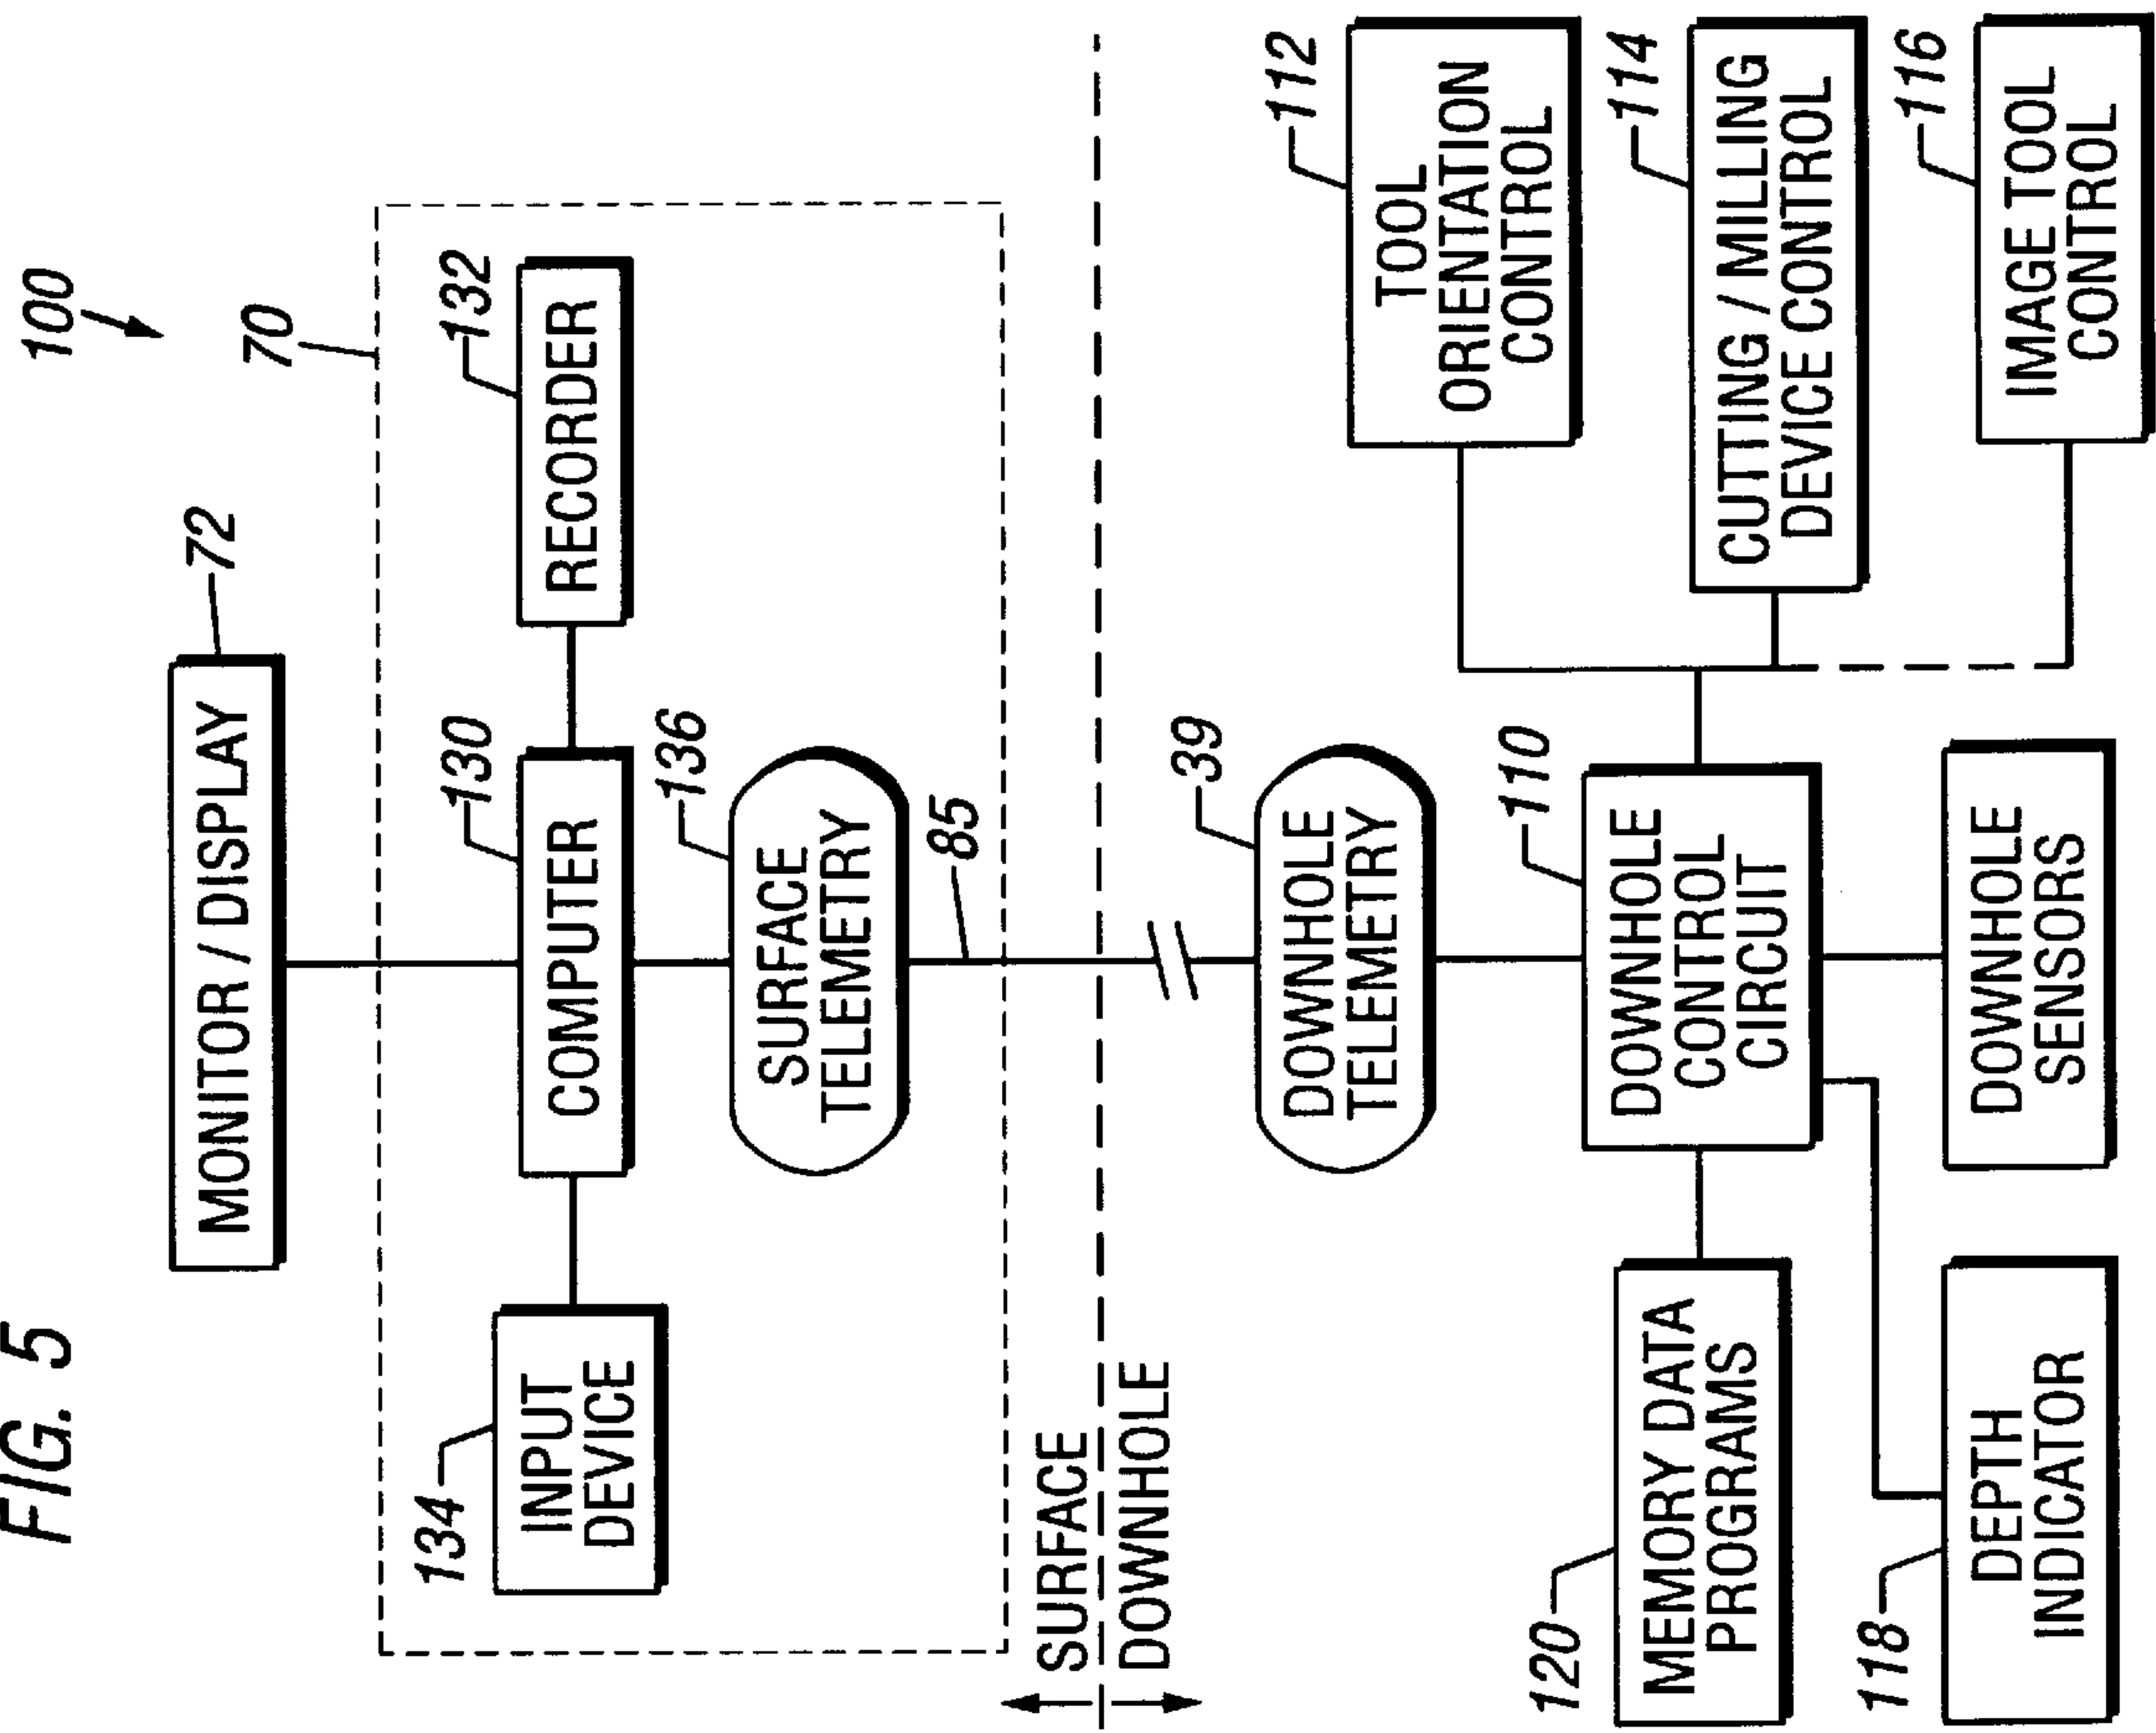 FIG. 5
100
72
MONITOR / DISPLAY
70
134
130
132
INPUT
DEVICE
COMPUTER
RECORDER
136
SURFACE
TELEMETRY
85
SURFACE
DOWNHOLE
39
DOWNHOLE
TELEMETRY
112
TOOL
ORIENTATION
CONTROL
120
MEMORY DATA
PROGRAMS
110
DOWNHOLE
CONTROL
CIRCUIT
114
CUTTING / MILLING
DEVICE CONTROL
118
DEPTH
INDICATOR
DOWNHOLE
SENSORS
116
IMAGE TOOL
CONTROL